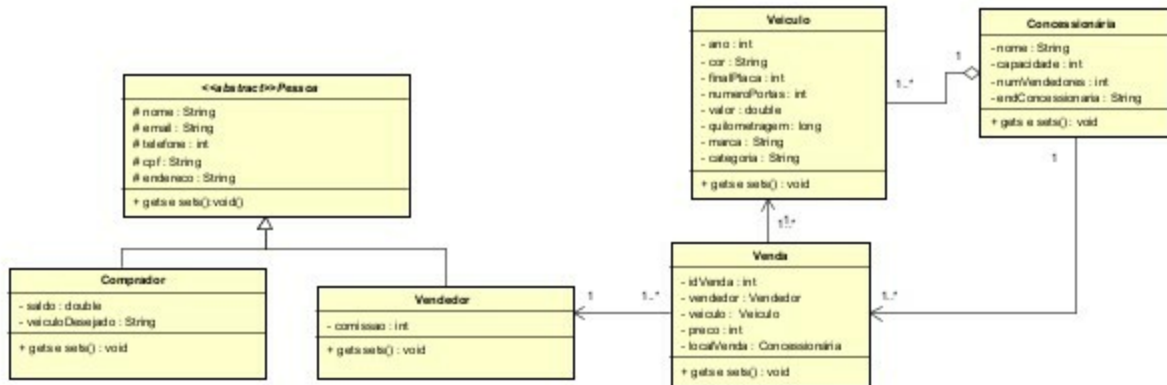 <<abstract>>Pessoa
# nome : String
# email : String
# telefone : int
# cpf : String
# endereco : String
+ gets e sets():void()
Comprador
- saldo : double
- veiculoDesejado : String
+ gets e sets() : void
Vendedor
- comissao : int
+ gets sets() : void
1
1..*
Veiculo
- ano : int
- cor : String
- finalPlaca : int
- numeroPortas : int
- valor : double
- quilometragem : long
- marca : String
- categoria : String
+ gets e sets() : void
1..*
1
Concessionária
- nome : String
- capacidade : int
- numVendedores : int
- endConcessionaria : String
+ gets e sets() : void
1
1..*
Venda
- idVenda : int
- vendedor : Vendedor
- veiculo : Veiculo
- preco : int
- localVenda : Concessionária
+ gets e sets() : void
1..*